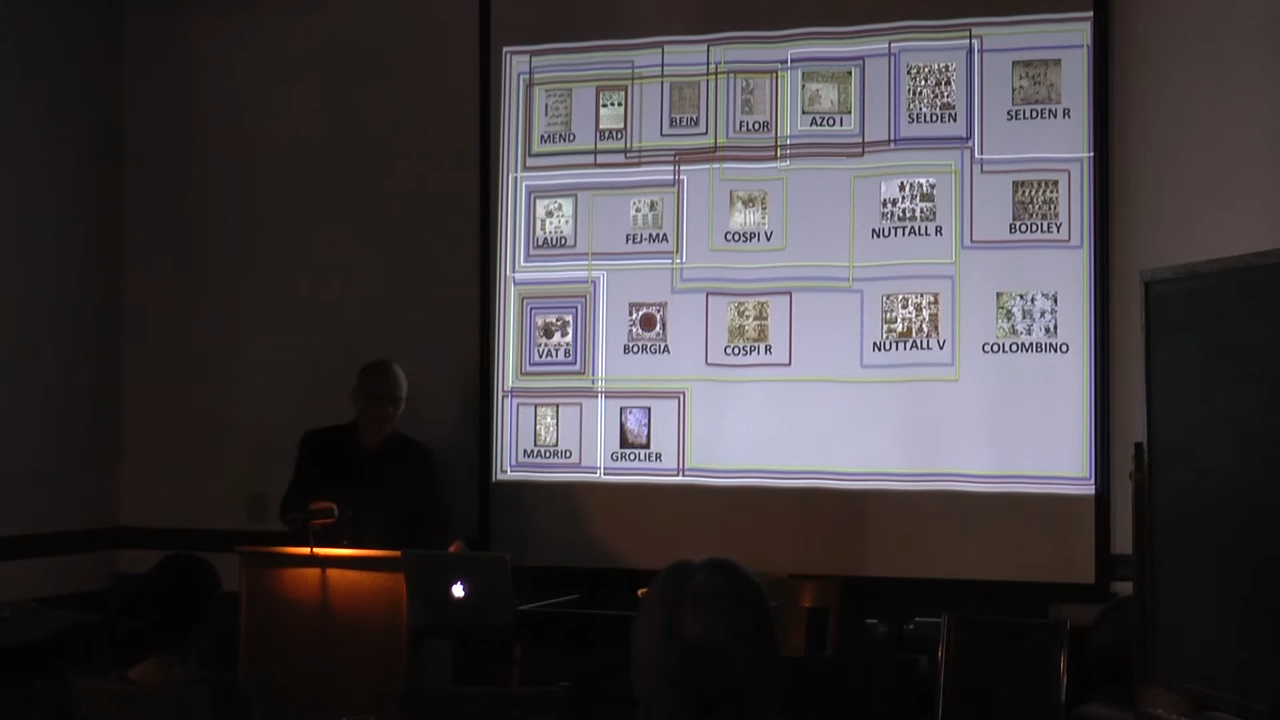 MEND
BAD
BEIN
FLOR
AZO I
SELDEN
SELDEN R
LAUD
FEJ-MA
COSPI V
NUTTALL R
BODLEY
VAT B
BORGIA
COSPI R
NUTTALL V
COLOMBINO
MADRID
GROLIER